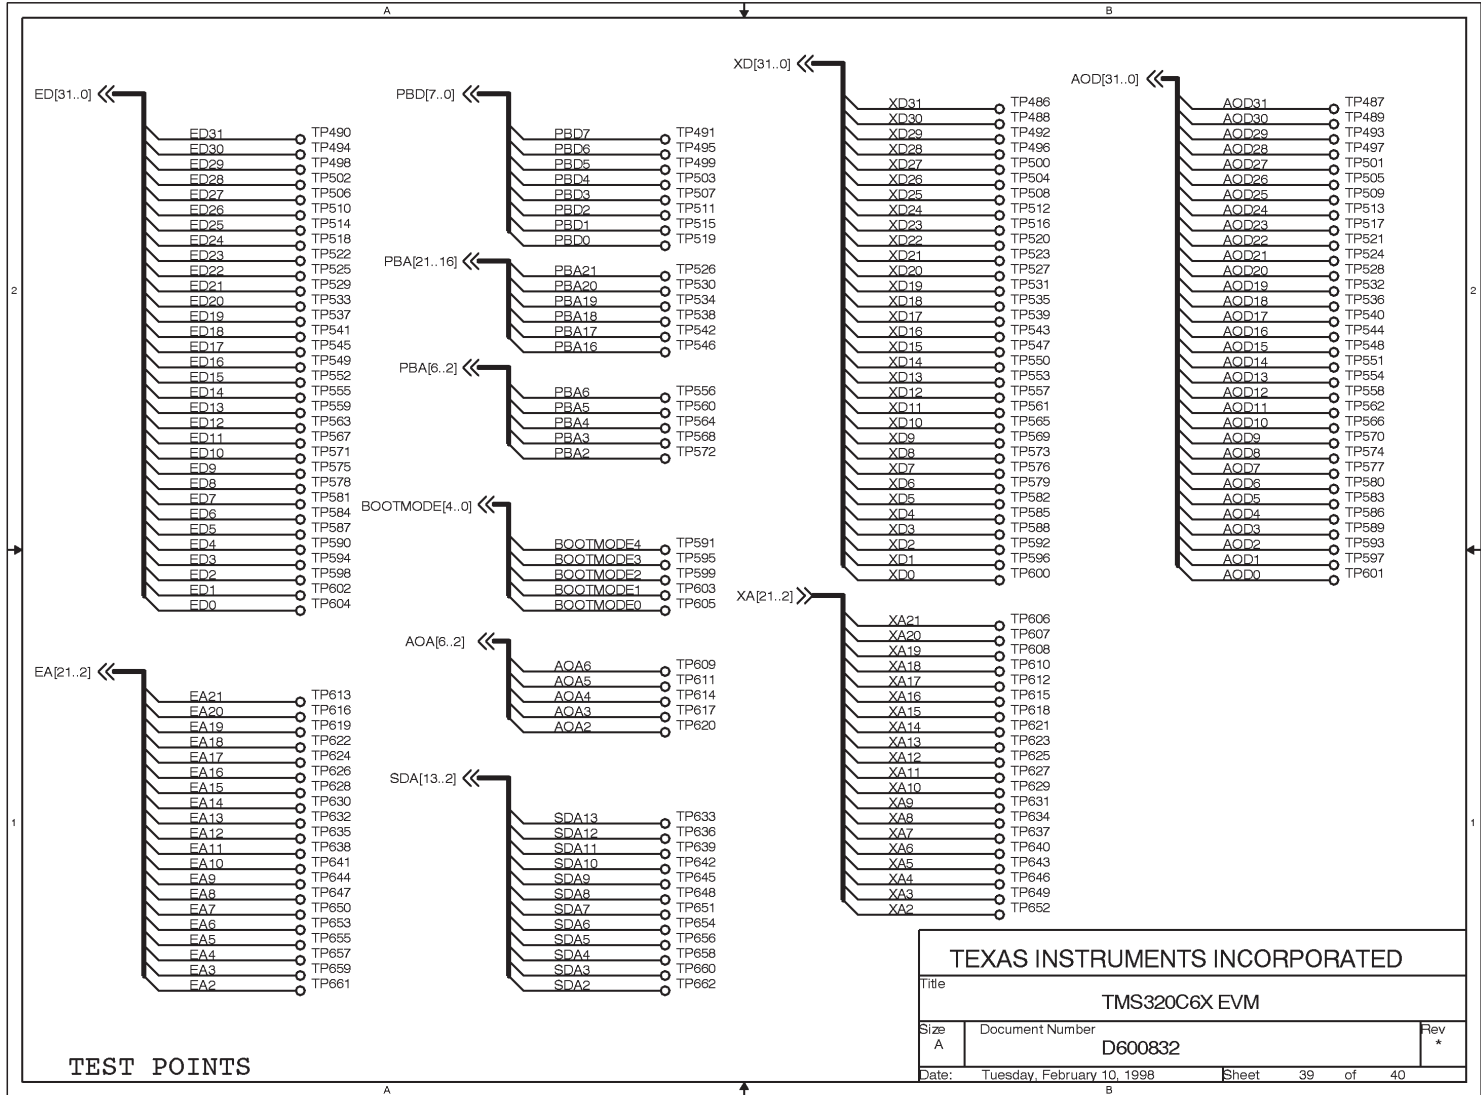 A B
ED[31..0]
ED31 TP490
ED30 TP494
ED29 TP498
ED28 TP502
ED27 TP506
ED26 TP510
ED25 TP514
ED24 TP518
ED23 TP522
ED22 TP525
ED21 TP529
ED20 TP533
ED19 TP537
ED18 TP541
ED17 TP545
ED16 TP549
ED15 TP552
ED14 TP555
ED13 TP559
ED12 TP563
ED11 TP567
ED10 TP571
ED9 TP575
ED8 TP578
ED7 TP581
ED6 TP584
ED5 TP587
ED4 TP590
ED3 TP594
ED2 TP598
ED1 TP602
ED0 TP604
EA[21..2]
EA21 TP613
EA20 TP616
EA19 TP619
EA18 TP622
EA17 TP624
EA16 TP626
EA15 TP628
EA14 TP630
EA13 TP632
EA12 TP635
EA11 TP638
EA10 TP641
EA9 TP644
EA8 TP647
EA7 TP650
EA6 TP653
EA5 TP655
EA4 TP657
EA3 TP659
EA2 TP661
PBD[7..0]
PBD7 TP491
PBD6 TP495
PBD5 TP499
PBD4 TP503
PBD3 TP507
PBD2 TP511
PBD1 TP515
PBD0 TP519
PBA[21..16]
PBA21 TP526
PBA20 TP530
PBA19 TP534
PBA18 TP538
PBA17 TP542
PBA16 TP546
PBA[6..2]
PBA6 TP556
PBA5 TP560
PBA4 TP564
PBA3 TP568
PBA2 TP572
BOOTMODE[4..0]
BOOTMODE4 TP591
BOOTMODE3 TP595
BOOTMODE2 TP599
BOOTMODE1 TP603
BOOTMODE0 TP605
AOA[6..2]
AOA6 TP609
AOA5 TP611
AOA4 TP614
AOA3 TP617
AOA2 TP620
SDA[13..2]
SDA13 TP633
SDA12 TP636
SDA11 TP639
SDA10 TP642
SDA9 TP645
SDA8 TP648
SDA7 TP651
SDA6 TP654
SDA5 TP656
SDA4 TP658
SDA3 TP660
SDA2 TP662
XD[31..0]
XD31 TP486
XD30 TP488
XD29 TP492
XD28 TP496
XD27 TP500
XD26 TP504
XD25 TP508
XD24 TP512
XD23 TP516
XD22 TP520
XD21 TP523
XD20 TP527
XD19 TP531
XD18 TP535
XD17 TP539
XD16 TP543
XD15 TP547
XD14 TP550
XD13 TP553
XD12 TP557
XD11 TP561
XD10 TP565
XD9 TP569
XD8 TP573
XD7 TP576
XD6 TP579
XD5 TP582
XD4 TP585
XD3 TP588
XD2 TP592
XD1 TP596
XD0 TP600
XA[21..2]
XA21 TP606
XA20 TP607
XA19 TP608
XA18 TP610
XA17 TP612
XA16 TP615
XA15 TP618
XA14 TP621
XA13 TP623
XA12 TP625
XA11 TP627
XA10 TP629
XA9 TP631
XA8 TP634
XA7 TP637
XA6 TP640
XA5 TP643
XA4 TP646
XA3 TP649
XA2 TP652
AOD[31..0]
AOD31 TP487
AOD30 TP489
AOD29 TP493
AOD28 TP497
AOD27 TP501
AOD26 TP505
AOD25 TP509
AOD24 TP513
AOD23 TP517
AOD22 TP521
AOD21 TP524
AOD20 TP528
AOD19 TP532
AOD18 TP536
AOD17 TP540
AOD16 TP544
AOD15 TP548
AOD14 TP551
AOD13 TP554
AOD12 TP558
AOD11 TP562
AOD10 TP566
AOD9 TP570
AOD8 TP574
AOD7 TP577
AOD6 TP580
AOD5 TP583
AOD4 TP586
AOD3 TP589
AOD2 TP593
AOD1 TP597
AOD0 TP601
2 2
1 1
TEXAS INSTRUMENTS INCORPORATED
Title
TMS320C6X EVM
Size Document Number Rev
A D600832 *
Date: Tuesday, February 10, 1998 Sheet 39 of 40
TEST POINTS
A B